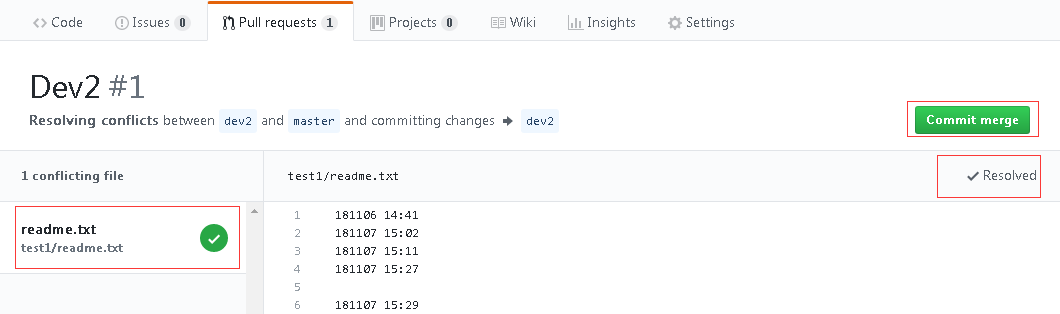 Code Issues 0 Pull requests 1 Projects 0 Wiki Insights Settings
Dev2 #1
Resolving conflicts between dev2 and master and committing changes → dev2
Commit merge
1 conflicting file
test1/readme.txt
Resolved
readme.txt
test1/readme.txt
1 181106 14:41
2 181107 15:02
3 181107 15:11
4 181107 15:27
5
6 181107 15:29